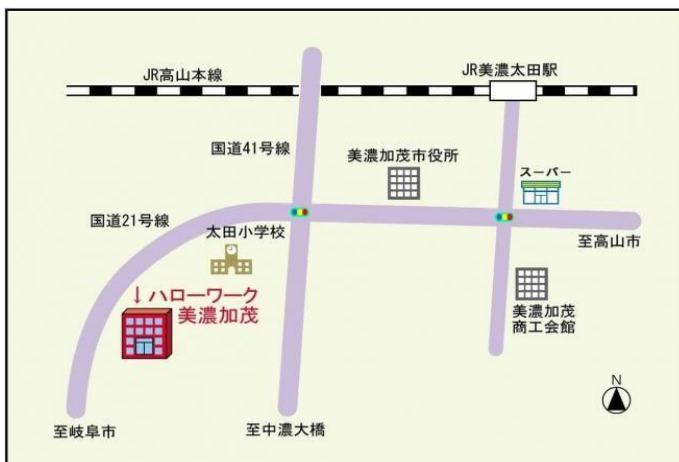 JR高山本線
JR美濃太田駅
国道41号線
美濃加茂市役所
スーパー
国道21号線
太田小学校
至高山市
↓ハローワーク
美濃加茂
美濃加茂
商工会館
N
至岐阜市
至中濃大橋